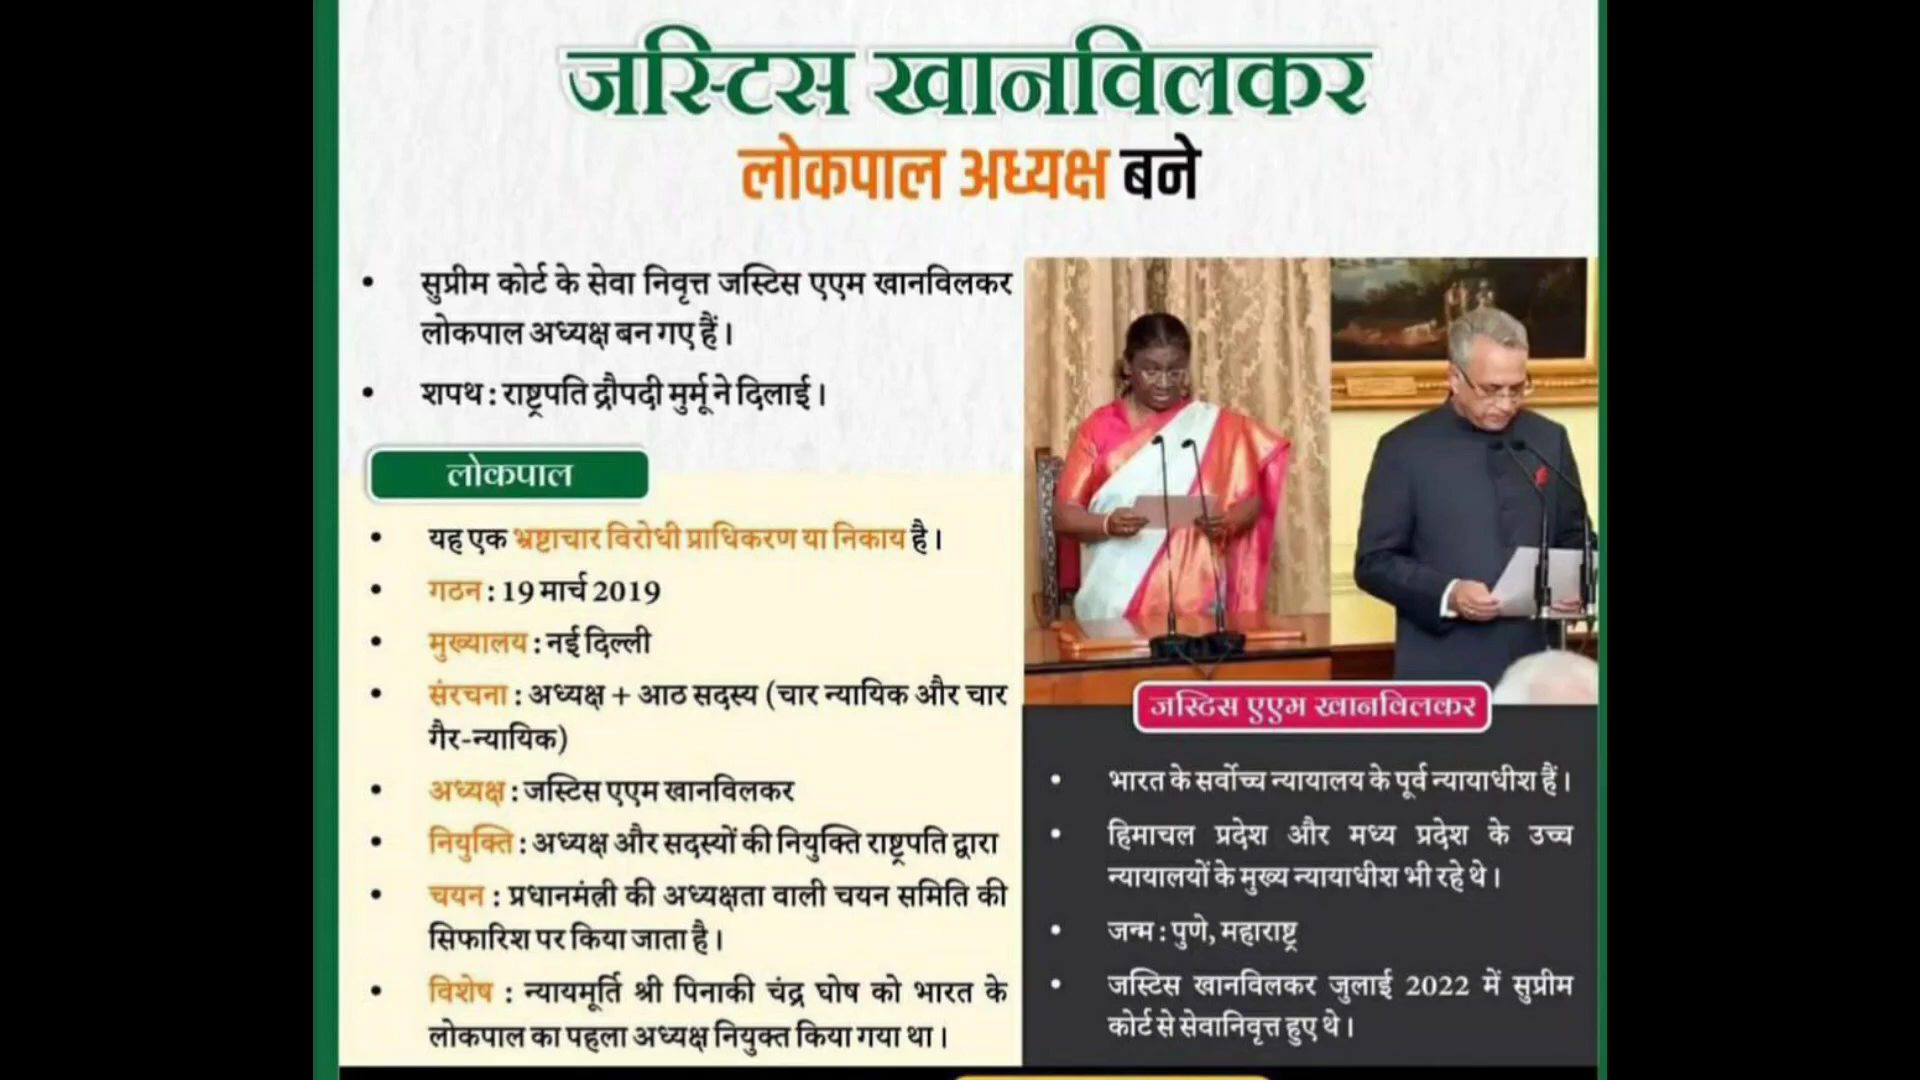 जस्टिस खानविलकर
लोकपाल अध्यक्ष बने
• सुप्रीम कोर्ट के सेवा निवृत्त जस्टिस एएम खानविलकर
लोकपाल अध्यक्ष बन गए हैं।
• शपथ : राष्ट्रपति द्रौपदी मुर्मू ने दिलाई।
लोकपाल
• यह एक भ्रष्टाचार विरोधी प्राधिकरण या निकाय है।
• गठन : 19 मार्च 2019
• मुख्यालय : नई दिल्ली
• संरचना : अध्यक्ष + आठ सदस्य (चार न्यायिक और चार
गैर-न्यायिक)
• अध्यक्ष : जस्टिस एएम खानविलकर
• नियुक्ति : अध्यक्ष और सदस्यों की नियुक्ति राष्ट्रपति द्वारा
• चयन : प्रधानमंत्री की अध्यक्षता वाली चयन समिति की
सिफारिश पर किया जाता है।
• विशेष : न्यायमूर्ति श्री पिनाकी चंद्र घोष को भारत के
लोकपाल का पहला अध्यक्ष नियुक्त किया गया था।
जस्टिस एएम खानविलकर
• भारत के सर्वोच्च न्यायालय के पूर्व न्यायाधीश हैं।
• हिमाचल प्रदेश और मध्य प्रदेश के उच्च
न्यायालयों के मुख्य न्यायाधीश भी रहे थे।
• जन्म : पुणे, महाराष्ट्र
• जस्टिस खानविलकर जुलाई 2022 में सुप्रीम
कोर्ट से सेवानिवृत्त हुए थे।